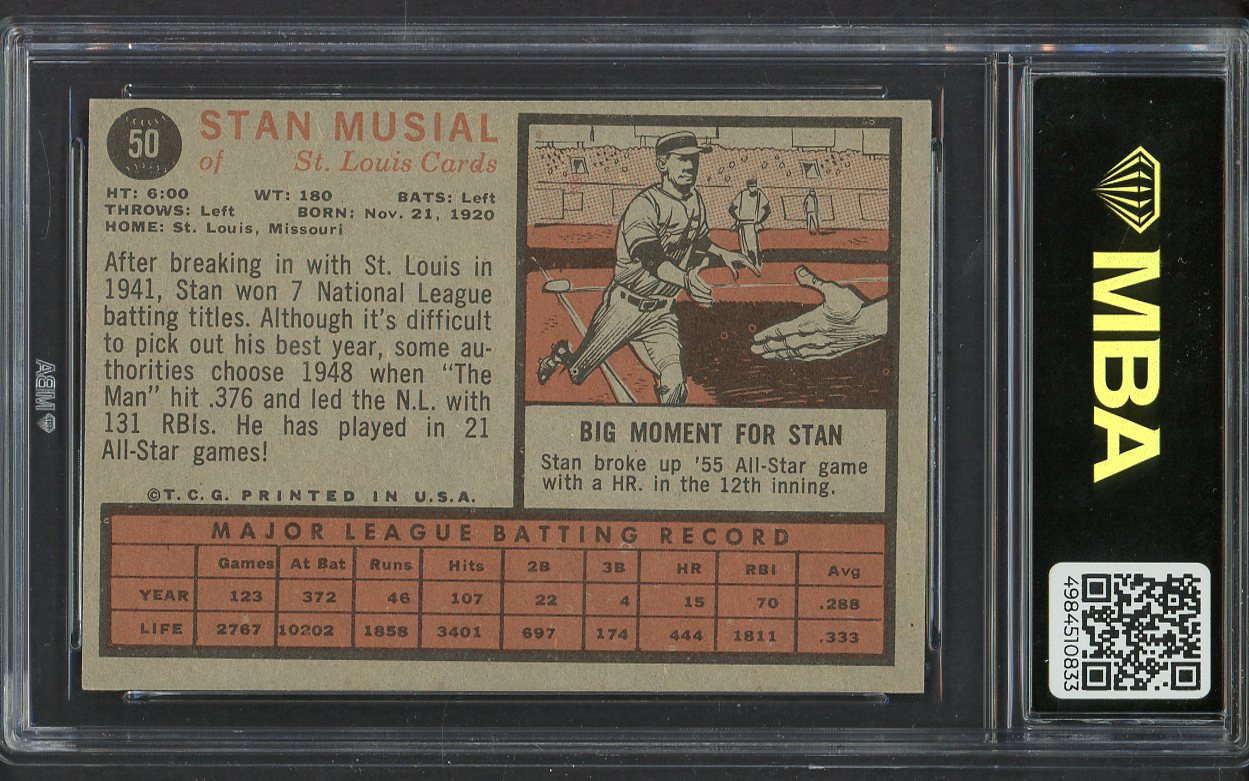 50
STAN MUSIAL
of St. Louis Cards
HT: 6:00 WT: 180 BATS: Left
THROWS: Left BORN: Nov. 21, 1920
HOME: St. Louis, Missouri
After breaking in with St. Louis in
1941, Stan won 7 National League
batting titles. Although it's difficult
to pick out his best year, some au-
thorities choose 1948 when "The
Man" hit .376 and led the N.L. with
131 RBIs. He has played in 21
All-Star games!
©T.C.G. PRINTED IN U.S.A.
BIG MOMENT FOR STAN
Stan broke up '55 All-Star game
with a HR. in the 12th inning.
MAJOR LEAGUE BATTING RECORD
Games At Bat Runs Hits 2B 3B HR RBI Avg
YEAR 123 372 46 107 22 4 15 70 .288
LIFE 2767 10202 1858 3401 697 174 444 1811 .333
MBA
MBA
4984510833